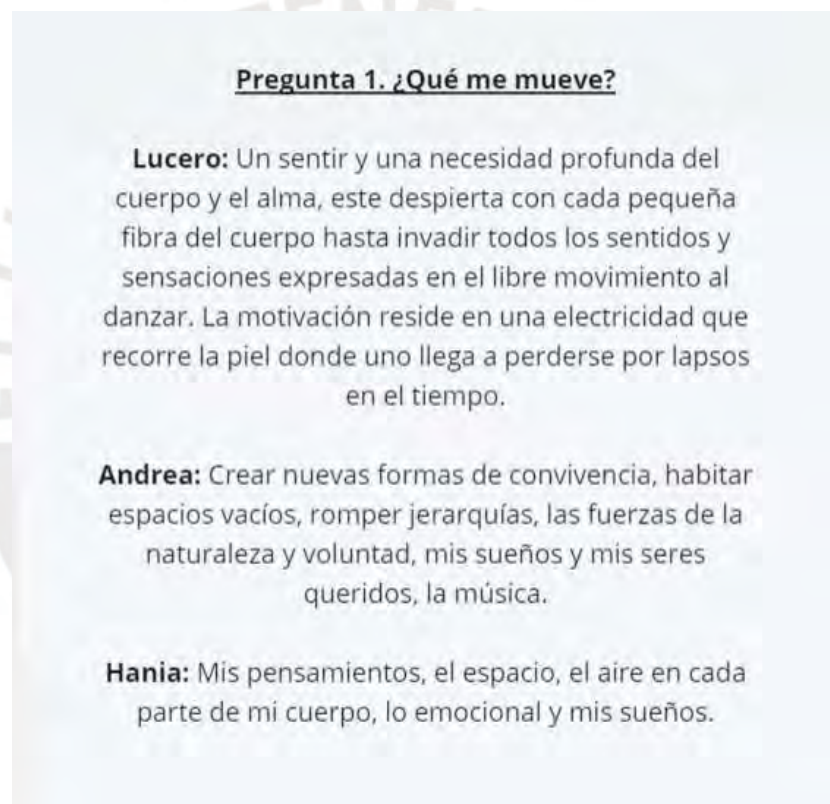 Pregunta 1. ¿Qué me mueve?
Lucero: Un sentir y una necesidad profunda del
cuerpo y el alma, este despierta con cada pequeña
fibra del cuerpo hasta invadir todos los sentidos y
sensaciones expresadas en el libre movimiento al
danzar. La motivación reside en una electricidad que
recorre la piel donde uno llega a perderse por lapsos
en el tiempo.
Andrea: Crear nuevas formas de convivencia, habitar
espacios vacíos, romper jerarquías, las fuerzas de la
naturaleza y voluntad, mis sueños y mis seres
queridos, la música.
Hania: Mis pensamientos, el espacio, el aire en cada
parte de mi cuerpo, lo emocional y mis sueños.